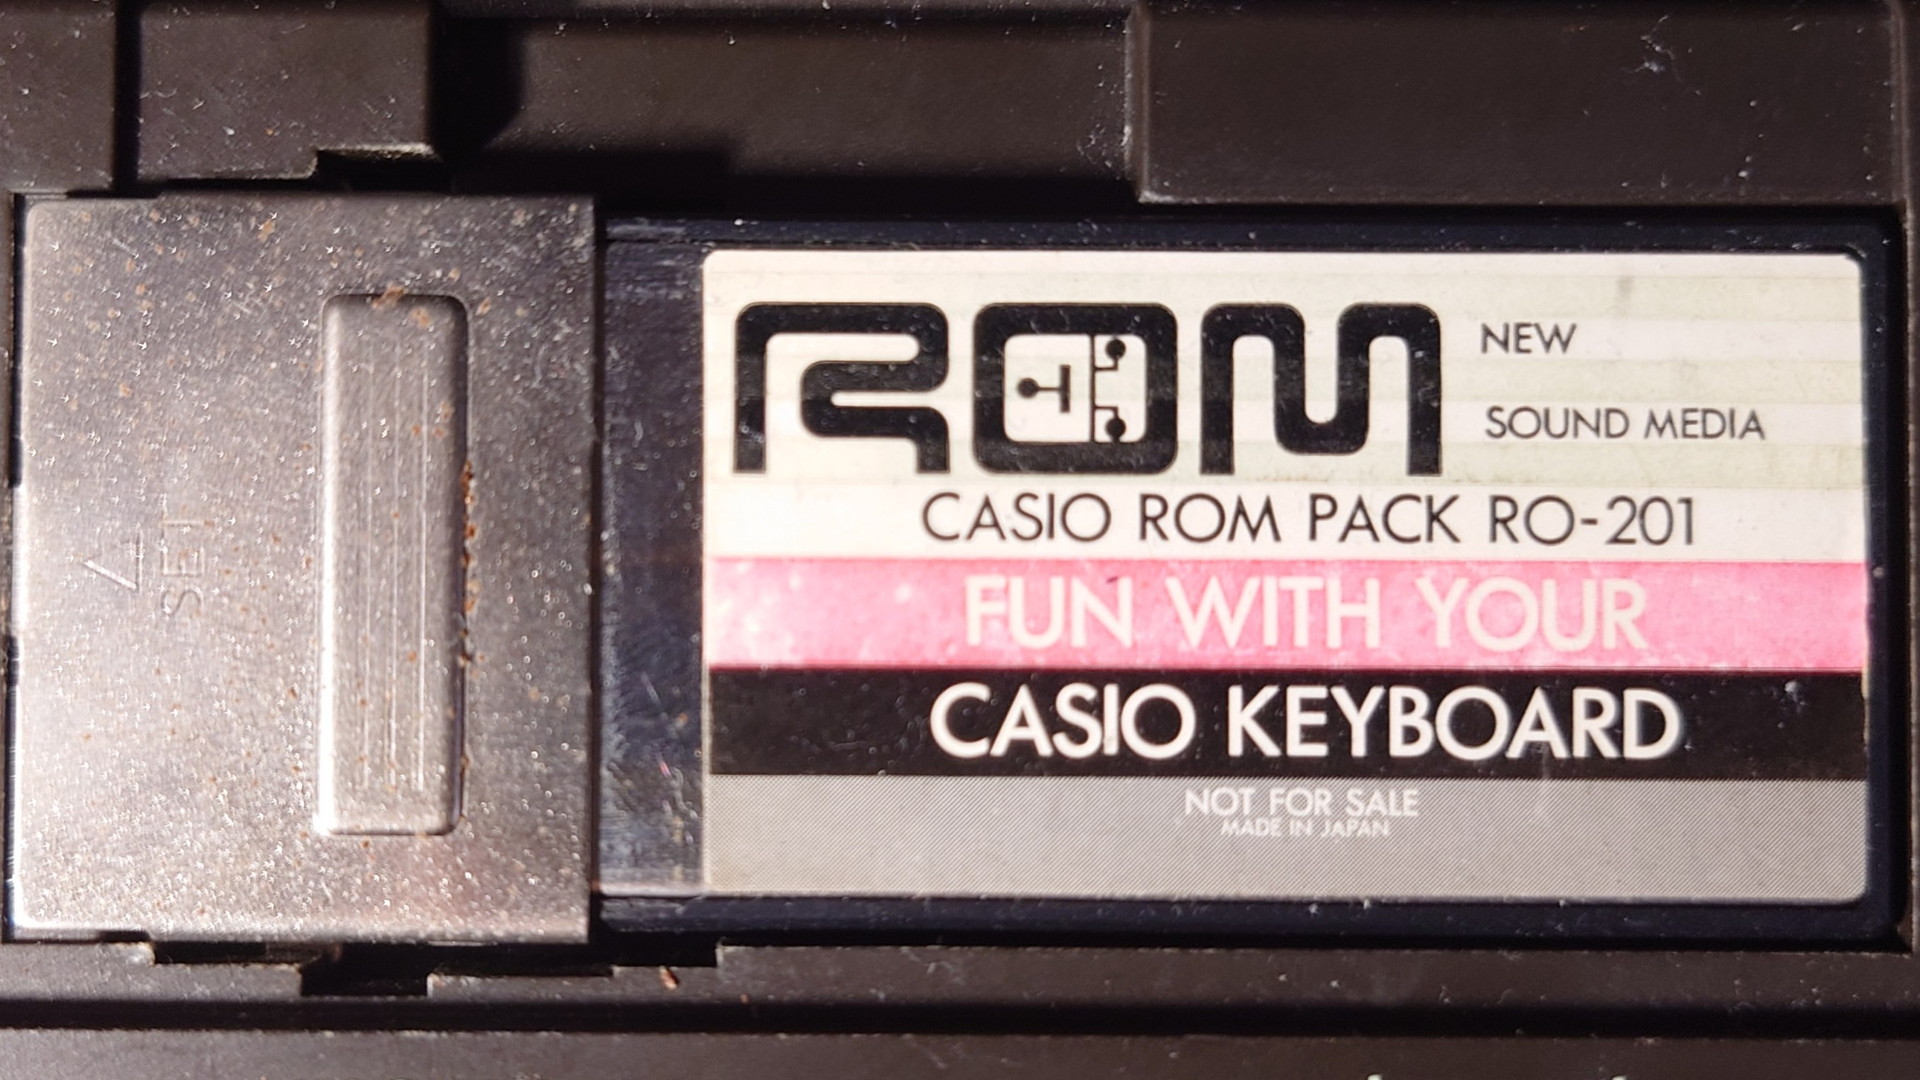 SET
ROM
NEW
SOUND MEDIA
CASIO ROM PACK RO-201
FUN WITH YOUR
CASIO KEYBOARD
NOT FOR SALE
MADE IN JAPAN